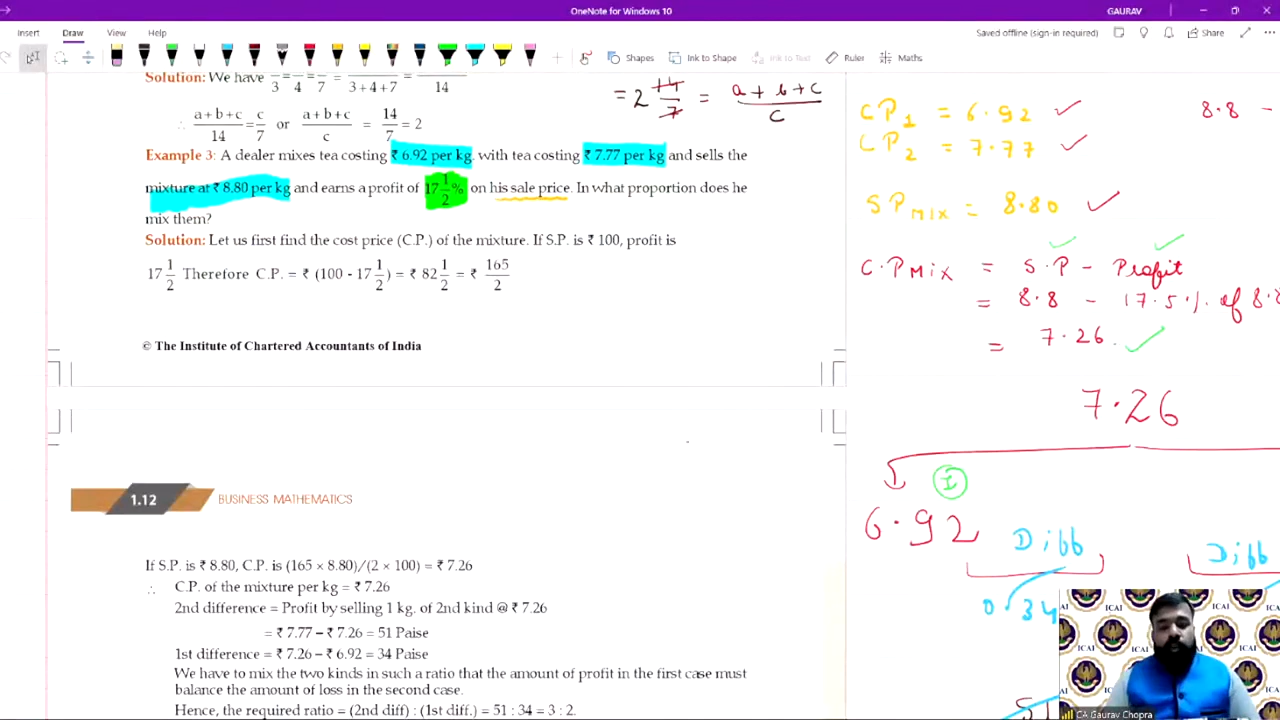 OneNote for Windows 10
GAURAV
Insert Draw View Help
Saved offline (sign-in required) Share
Shapes Ink to Shape Ink to Text Ruler Maths
Solution: We have 3 = 4 = 7 = 3 + 4 + 7 = 14
∴ a + b + c / 14 = c / 7 or a + b + c / c = 14 / 7 = 2
= 2 14 / 7 = a + b + c / c
Example 3: A dealer mixes tea costing ₹ 6.92 per kg. with tea costing ₹ 7.77 per kg and sells the
mixture at ₹ 8.80 per kg and earns a profit of 17 1/2 % on his sale price. In what proportion does he
mix them?
Solution: Let us first find the cost price (C.P.) of the mixture. If S.P. is ₹ 100, profit is
17 1/2 Therefore C.P. = ₹ (100 - 17 1/2) = ₹ 82 1/2 = ₹ 165/2
© The Institute of Chartered Accountants of India
1.12 BUSINESS MATHEMATICS
If S.P. is ₹ 8.80, C.P. is (165 × 8.80)/(2 × 100) = ₹ 7.26
∴ C.P. of the mixture per kg = ₹ 7.26
2nd difference = Profit by selling 1 kg. of 2nd kind @ ₹ 7.26
= ₹ 7.77 – ₹ 7.26 = 51 Paise
1st difference = ₹ 7.26 – ₹ 6.92 = 34 Paise
We have to mix the two kinds in such a ratio that the amount of profit in the first case must
balance the amount of loss in the second case.
Hence, the required ratio = (2nd diff) : (1st diff.) = 51 : 34 = 3 : 2.
CP1 = 6.92 8.8 –
CP2 = 7.77
SP MIX = 8.80
C.P MIX = S.P – Profit
= 8.8 – 17.5% of 8.8
= 7.26
7.26
I
6.92
Diff Diff
0.34
51
ICAI ICAI
CA Gaurav Chopra